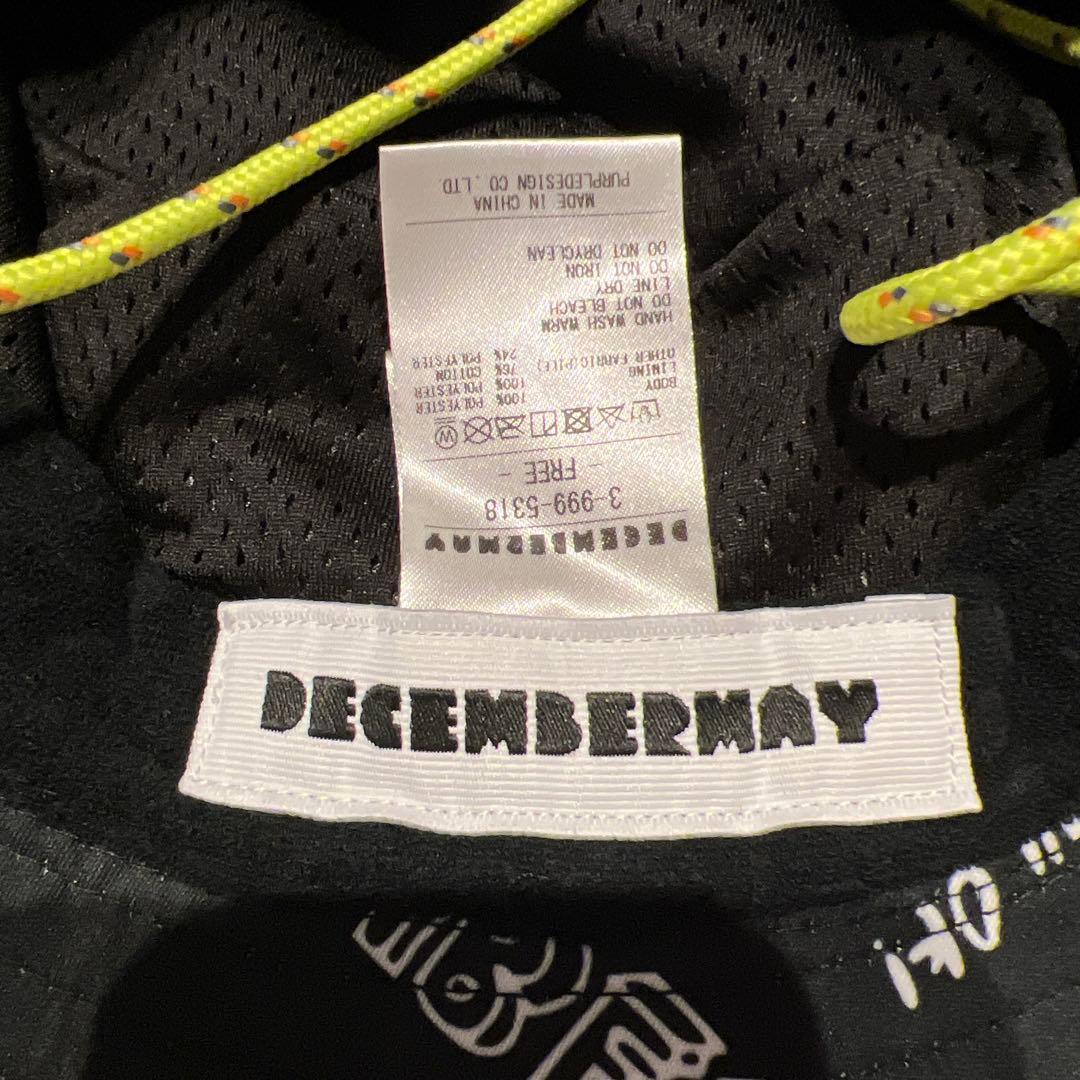 DECEMBERMAY
3-999-5318
- FREE -
BODY 100% POLYESTER
LINING 100% POLYESTER
OTHER FABRIC(PILE) 76% COTTON
24% POLYESTER
HAND WASH WARM
DO NOT BLEACH
LINE DRY
DO NOT IRON
DO NOT DRYCLEAN
MADE IN CHINA
PURPLEDESIGN CO.,LTD.
DECEMBERMAY
OK!